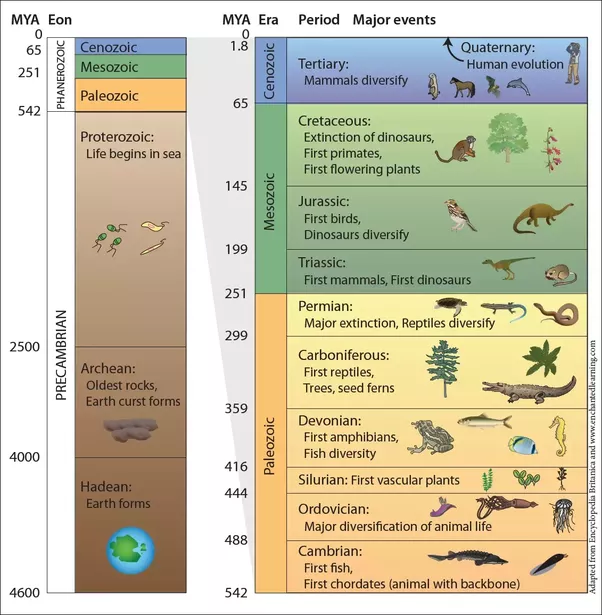 MYA Eon
0
65
251
542
2500
4000
4600
PHANEROZOIC
PRECAMBRIAN
Cenozoic
Mesozoic
Paleozoic
Proterozoic:
Life begins in sea
Archean:
Oldest rocks,
Earth curst forms
Hadean:
Earth forms
MYA Era Period Major events
0
1.8
65
145
199
251
299
359
416
444
488
542
Cenozoic
Quaternary:
Human evolution
Tertiary:
Mammals diversify
Mesozoic
Cretaceous:
Extinction of dinosaurs,
First primates,
First flowering plants
Jurassic:
First birds,
Dinosaurs diversify
Triassic:
First mammals, First dinosaurs
Paleozoic
Permian:
Major extinction, Reptiles diversify
Carboniferous:
First reptiles,
Trees, seed ferns
Devonian:
First amphibians,
Fish diversity
Silurian: First vascular plants
Ordovician:
Major diversification of animal life
Cambrian:
First fish,
First chordates (animal with backbone)
Adapted from Encyclopedia Britanica and www.enchantedlearning.com